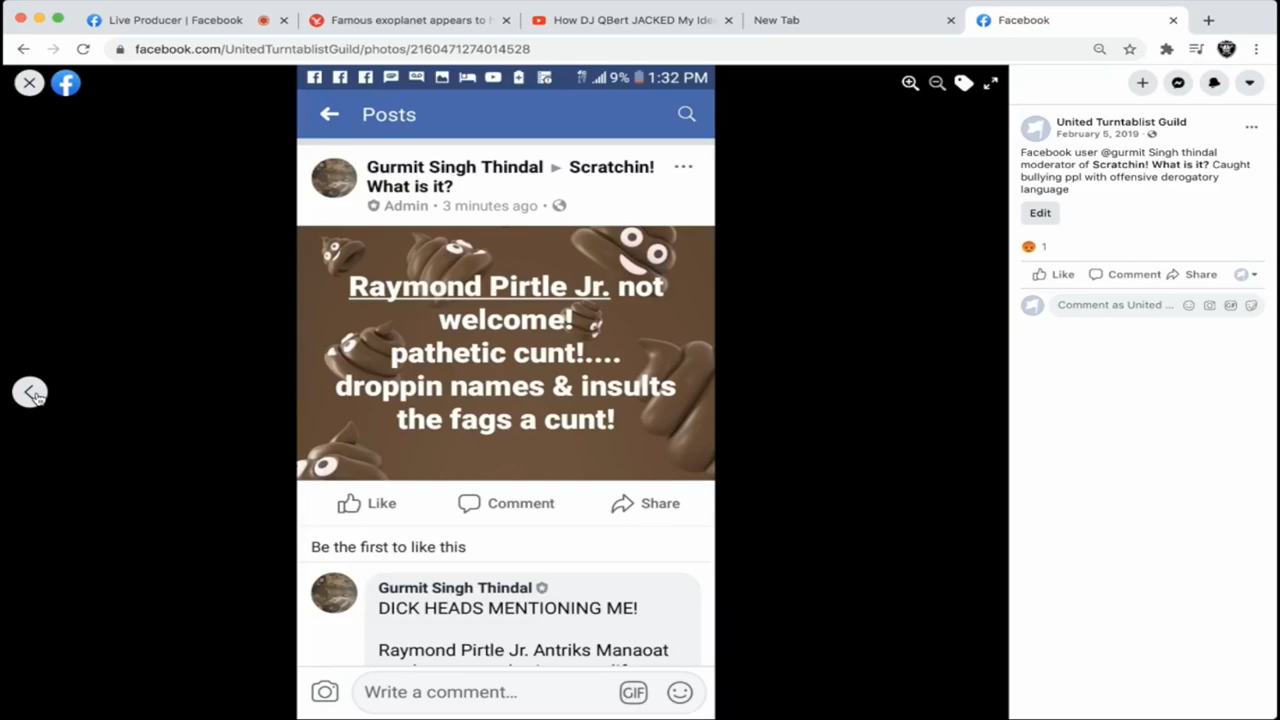 Live Producer | Facebook
Famous exoplanet appears to
How DJ QBert JACKED My Ide
New Tab
Facebook
facebook.com/UnitedTurntablistGuild/photos/2160471274014528
9% 1:32 PM
Posts
Gurmit Singh Thindal ▸ Scratchin!
What is it?
Admin • 3 minutes ago •
Raymond Pirtle Jr. not
welcome!
pathetic cunt!....
droppin names & insults
the fags a cunt!
Like Comment Share
Be the first to like this
Gurmit Singh Thindal
DICK HEADS MENTIONING ME!
Raymond Pirtle Jr. Antriks Manaoat
Write a comment...
GIF
United Turntablist Guild
February 5, 2019 ·
Facebook user @gurmit Singh thindal
moderator of Scratchin! What is it? Caught
bullying ppl with offensive derogatory
language
Edit
1
Like Comment Share
Comment as United ...